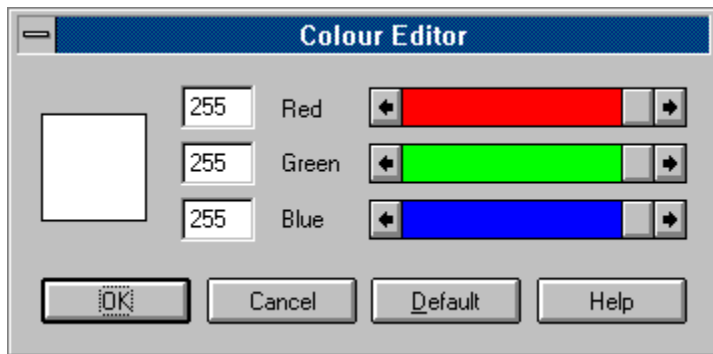 Colour Editor
255 Red
255 Green
255 Blue
OK Cancel Default Help